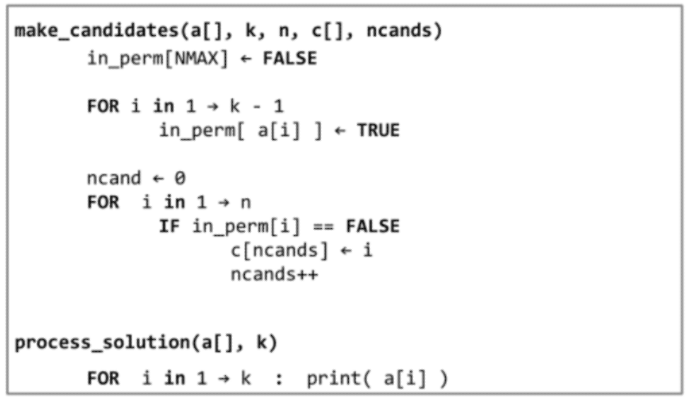 make_candidates(a[], k, n, c[], ncands)
in_perm[NMAX] ← FALSE
FOR i in 1 → k - 1
in_perm[ a[i] ] ← TRUE
ncand ← 0
FOR i in 1 → n
IF in_perm[i] == FALSE
c[ncands] ← i
ncands++
process_solution(a[], k)
FOR i in 1 → k : print( a[i] )